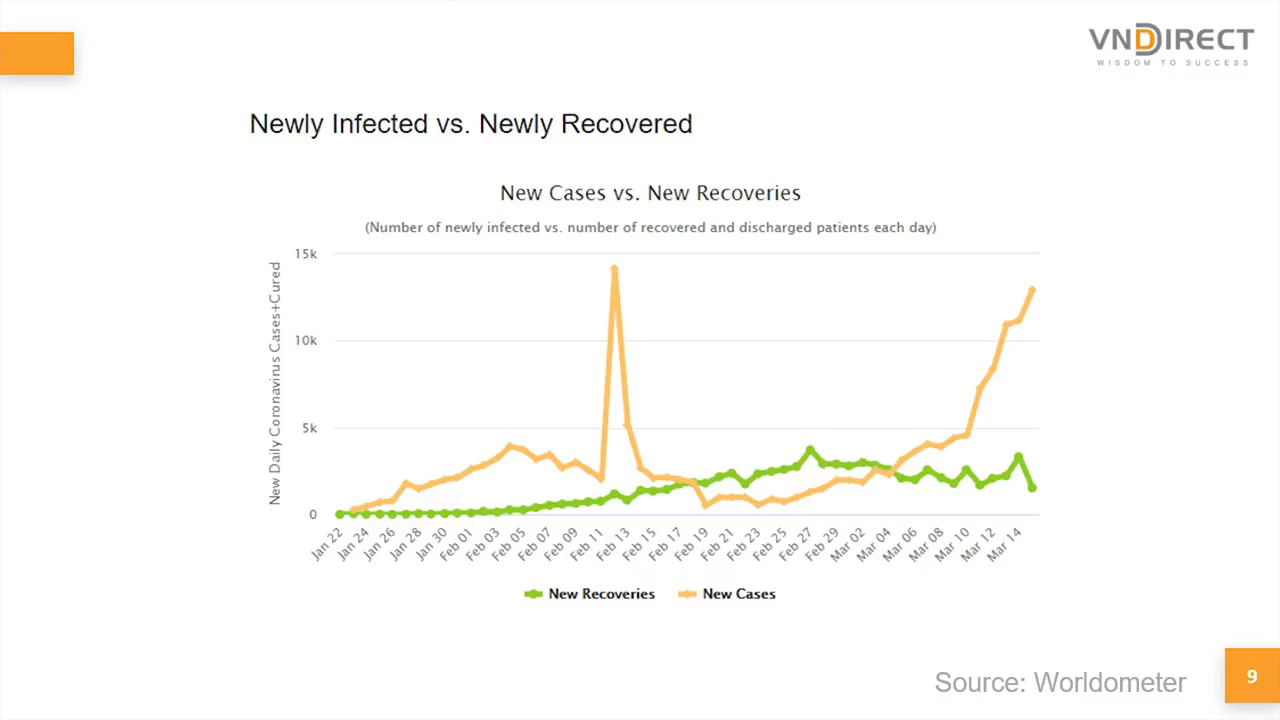 VNDIRECT
WISDOM TO SUCCESS
Newly Infected vs. Newly Recovered
New Cases vs. New Recoveries
(Number of newly infected vs. number of recovered and discharged patients each day)
New Daily Coronavirus Cases+Cured
15k
10k
5k
0
Jan 22
Jan 24
Jan 26
Jan 28
Jan 30
Feb 01
Feb 03
Feb 05
Feb 07
Feb 09
Feb 11
Feb 13
Feb 15
Feb 17
Feb 19
Feb 21
Feb 23
Feb 25
Feb 27
Feb 29
Mar 02
Mar 04
Mar 06
Mar 08
Mar 10
Mar 12
Mar 14
New Recoveries
New Cases
Source: Worldometer
9